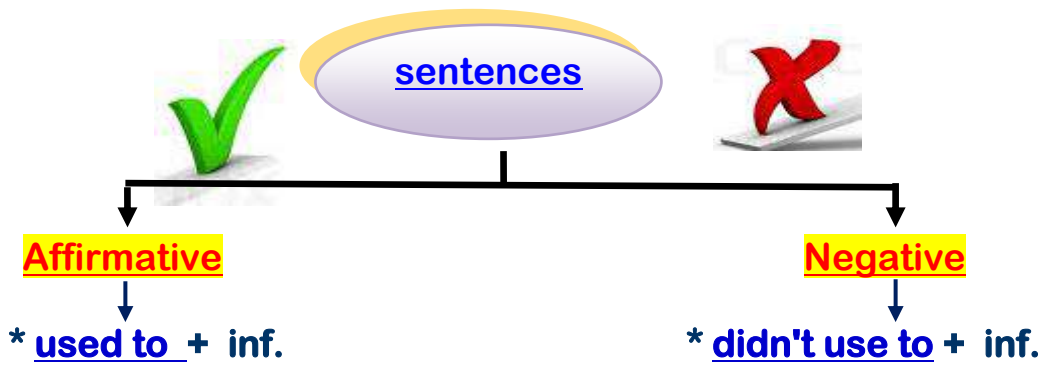 sentences
Affirmative
Negative
* used to + inf.
* didn't use to + inf.